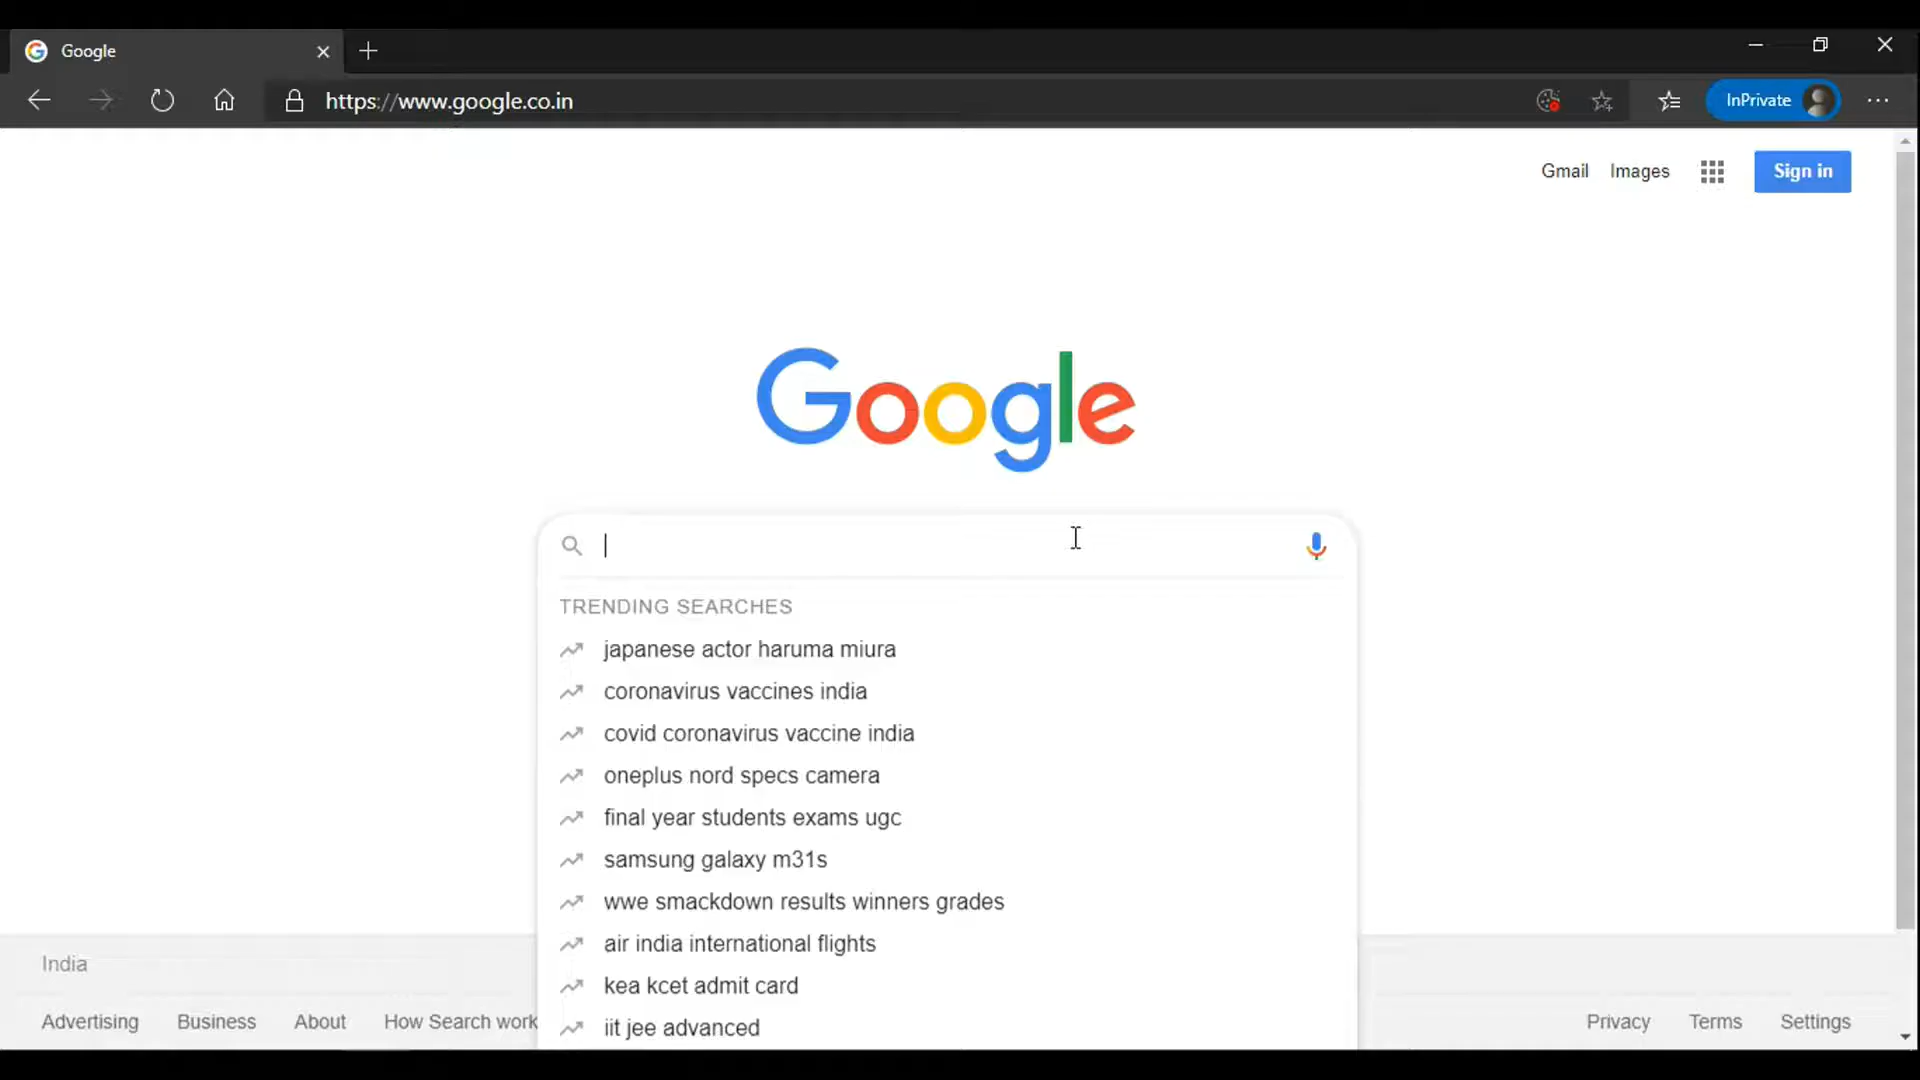 Google
https://www.google.co.in
InPrivate
Gmail Images Sign in
Google
TRENDING SEARCHES
japanese actor haruma miura
coronavirus vaccines india
covid coronavirus vaccine india
oneplus nord specs camera
final year students exams ugc
samsung galaxy m31s
wwe smackdown results winners grades
air india international flights
kea kcet admit card
iit jee advanced
India
Advertising Business About How Search work
Privacy Terms Settings